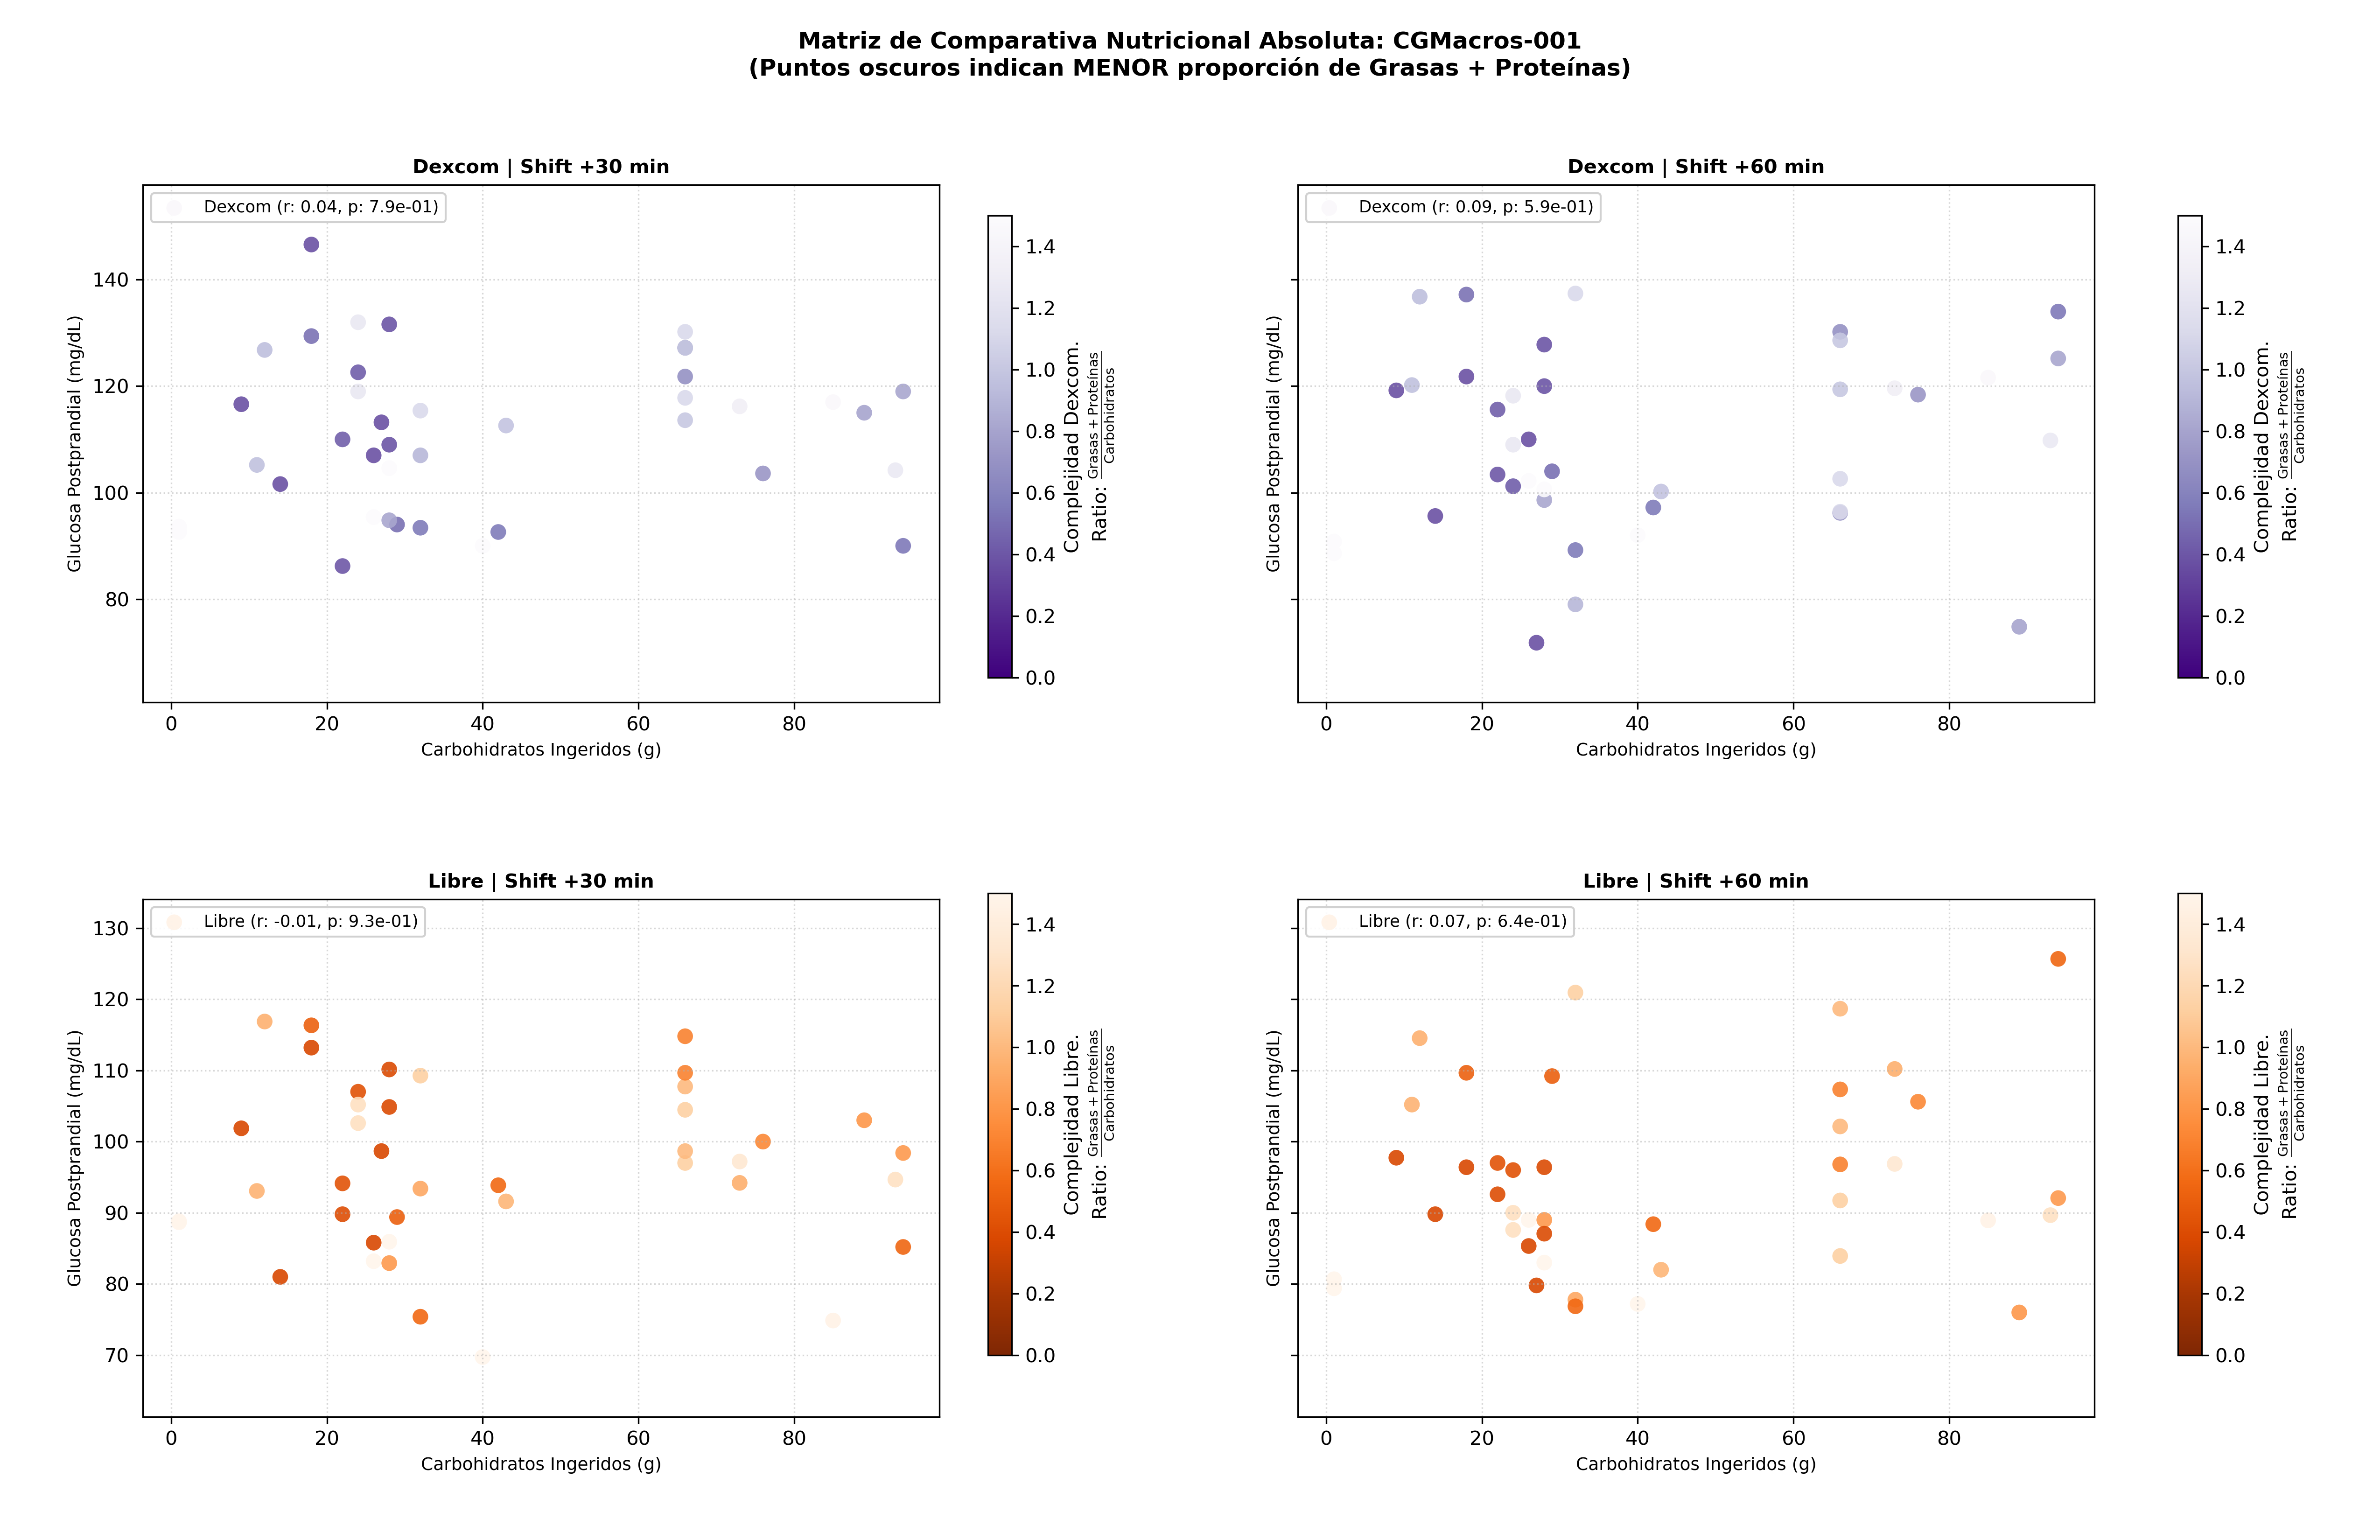 Matriz de Comparativa Nutricional Absoluta: CGMacros-001
(Puntos oscuros indican MENOR proporción de Grasas + Proteínas)
Dexcom | Shift +30 min
Dexcom (r: 0.04, p: 7.9e-01)
Glucosa Postprandial (mg/dL)
140
120
100
80
0 20 40 60 80
Carbohidratos Ingeridos (g)
1.4
1.2
1.0
0.8
0.6
0.4
0.2
0.0
Complejidad Dexcom.
Ratio: Grasas + Proteínas
Carbohidratos
Dexcom | Shift +60 min
Dexcom (r: 0.09, p: 5.9e-01)
Glucosa Postprandial (mg/dL)
0 20 40 60 80
Carbohidratos Ingeridos (g)
1.4
1.2
1.0
0.8
0.6
0.4
0.2
0.0
Complejidad Dexcom.
Ratio: Grasas + Proteínas
Carbohidratos
Libre | Shift +30 min
Libre (r: -0.01, p: 9.3e-01)
Glucosa Postprandial (mg/dL)
130
120
110
100
90
80
70
0 20 40 60 80
Carbohidratos Ingeridos (g)
1.4
1.2
1.0
0.8
0.6
0.4
0.2
0.0
Complejidad Libre.
Ratio: Grasas + Proteínas
Carbohidratos
Libre | Shift +60 min
Libre (r: 0.07, p: 6.4e-01)
Glucosa Postprandial (mg/dL)
0 20 40 60 80
Carbohidratos Ingeridos (g)
1.4
1.2
1.0
0.8
0.6
0.4
0.2
0.0
Complejidad Libre.
Ratio: Grasas + Proteínas
Carbohidratos